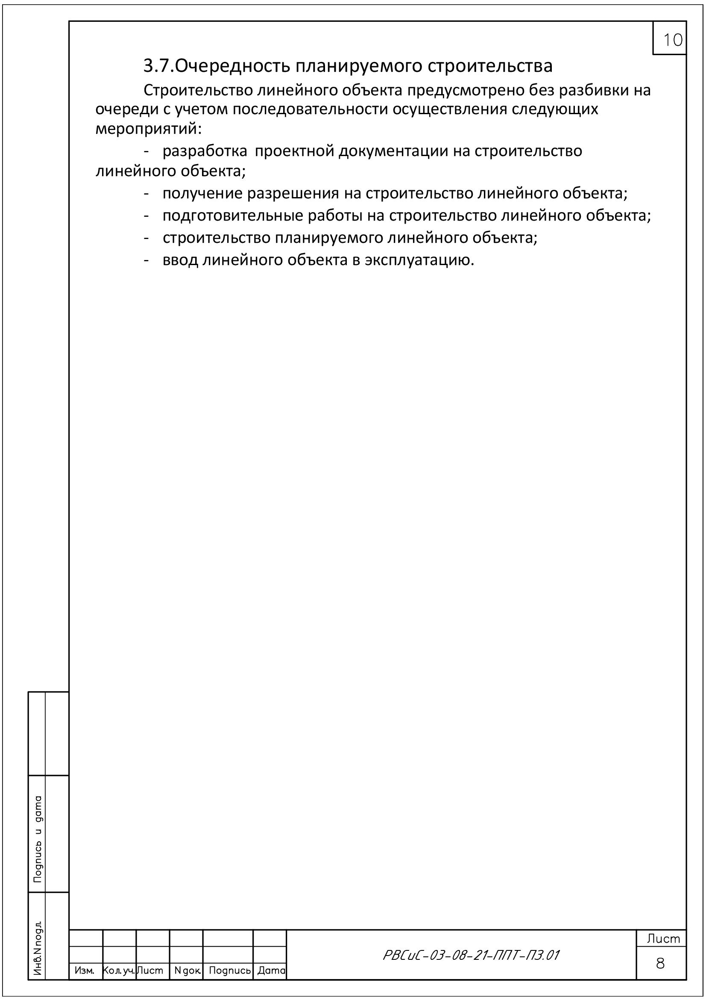 10
3.7.Очередность планируемого строительства
Строительство линейного объекта предусмотрено без разбивки на
очереди с учетом последовательности осуществления следующих
мероприятий:
- разработка проектной документации на строительство
линейного объекта;
- получение разрешения на строительство линейного объекта;
- подготовительные работы на строительство линейного объекта;
- строительство планируемого линейного объекта;
- ввод линейного объекта в эксплуатацию.
Подпись и дата
Инв.N подл.
Изм. Кол.уч. Лист N док. Подпись Дата
РВСиС-03-08-21-ППТ-ПЗ.01
Лист
8